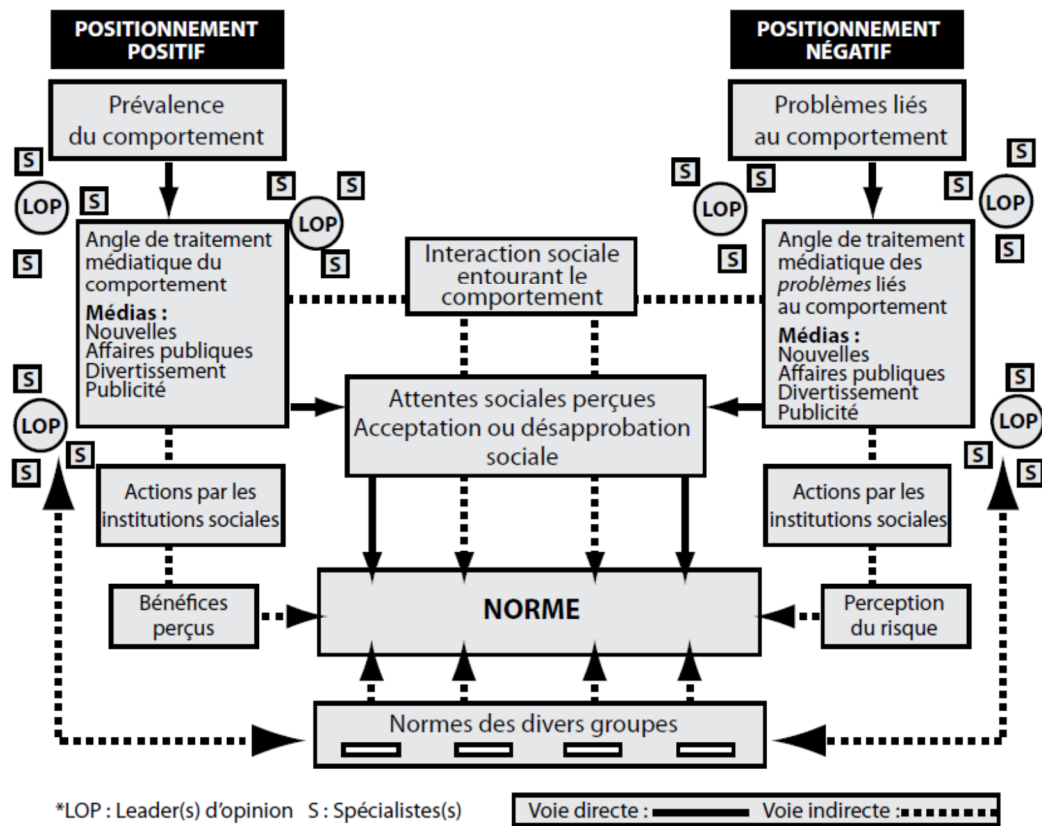 POSITIONNEMENT
POSITIF
POSITIONNEMENT
NÉGATIF
Prévalence
du comportement
Problèmes liés
au comportement
S
LOP
S
S
S
S
LOP
S
S
S
LOP
S
S
LOP
S
S
Angle de traitement
médiatique du
comportement
Médias :
Nouvelles
Affaires publiques
Divertissement
Publicité
Interaction sociale
entourant le
comportement
Angle de traitement
médiatique des
problèmes liés
au comportement
Médias :
Nouvelles
Affaires publiques
Divertissement
Publicité
Attentes sociales perçues
Acceptation ou désapprobation
sociale
S
LOP
S
S
S
LOP
S
S
Actions par les
institutions sociales
Actions par les
institutions sociales
Bénéfices
perçus
NORME
Perception
du risque
Normes des divers groupes
*LOP : Leader(s) d'opinion S : Spécialistes(s)
Voie directe : Voie indirecte :